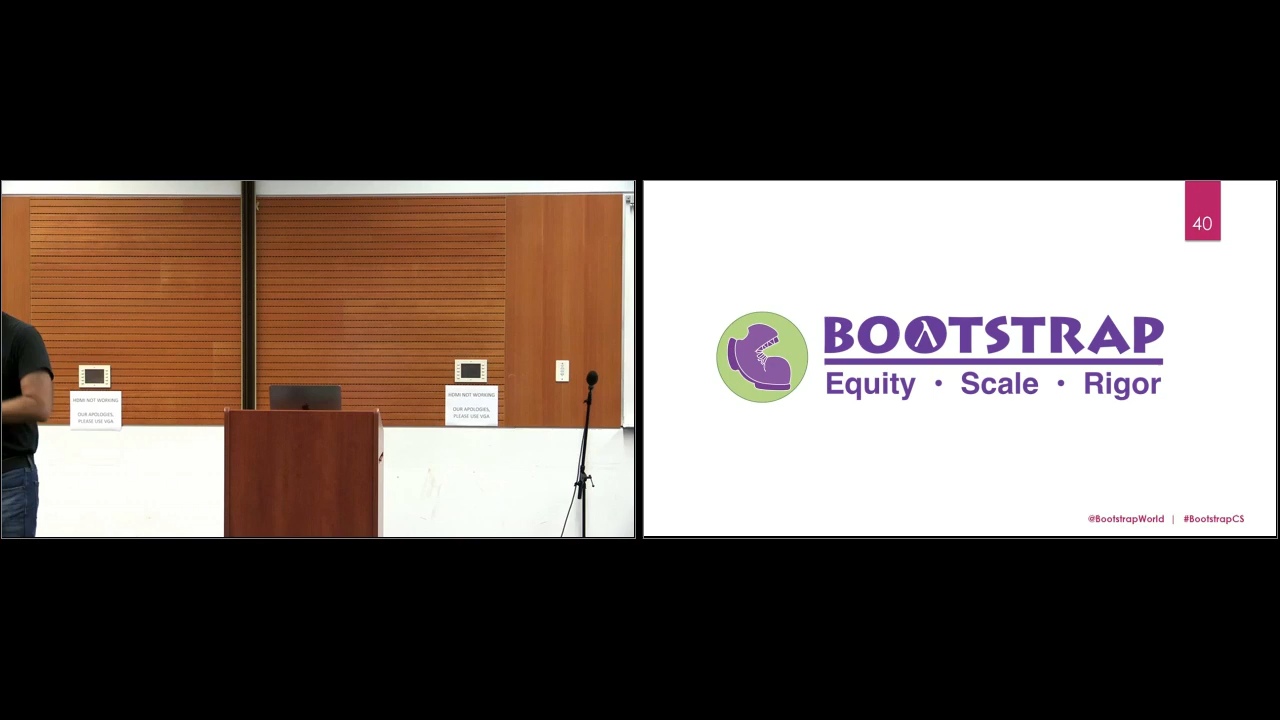 HDMI NOT WORKING
OUR APOLOGIES,
PLEASE USE VGA
HDMI NOT WORKING
OUR APOLOGIES,
PLEASE USE VGA
40
BOOTSTRAP
Equity • Scale • Rigor
@BootstrapWorld | #BootstrapCS